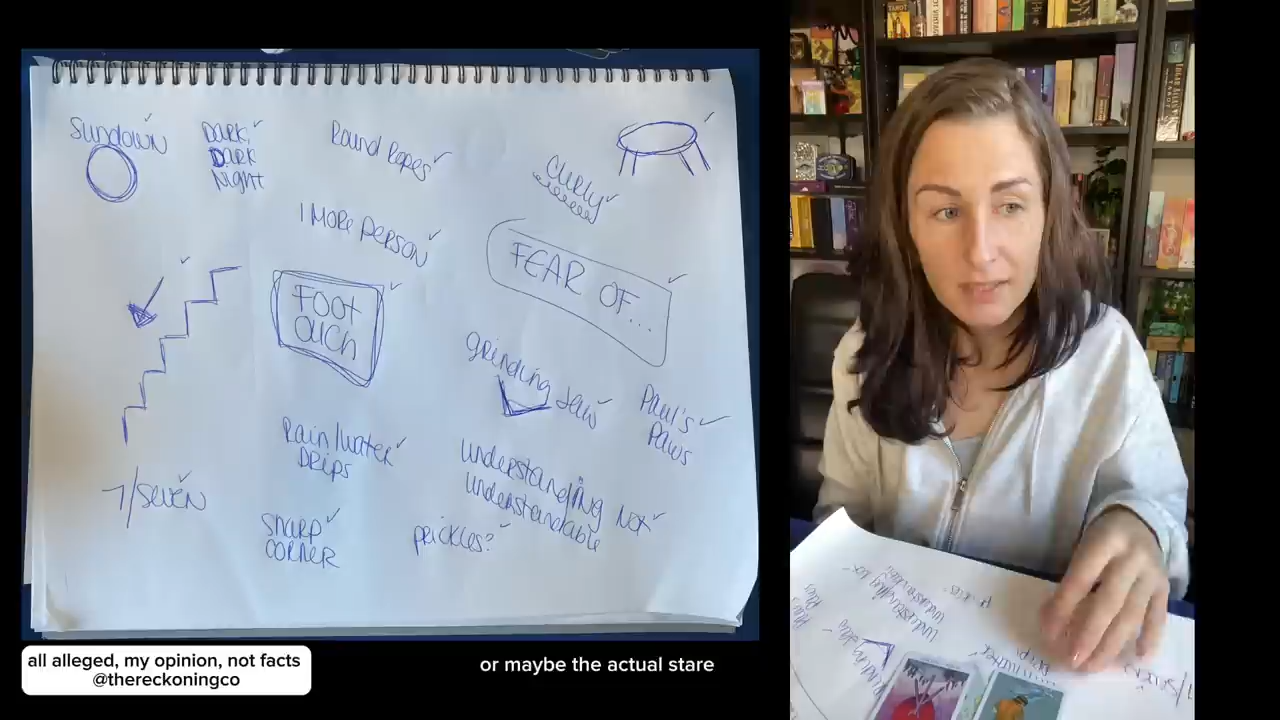 Sundown
DARK,
DARK
Night
Round Ropes
Curly
1 MORE PERSON
FEAR OF...
FOOT
OUCH
grinding Jaw
Paul's
Paws
Rain/water
DRIPS
understanding Not
understandable
7/SEVEN
SHARP
CORNER
prickles?
all alleged, my opinion, not facts
@thereckoningco
or maybe the actual stare